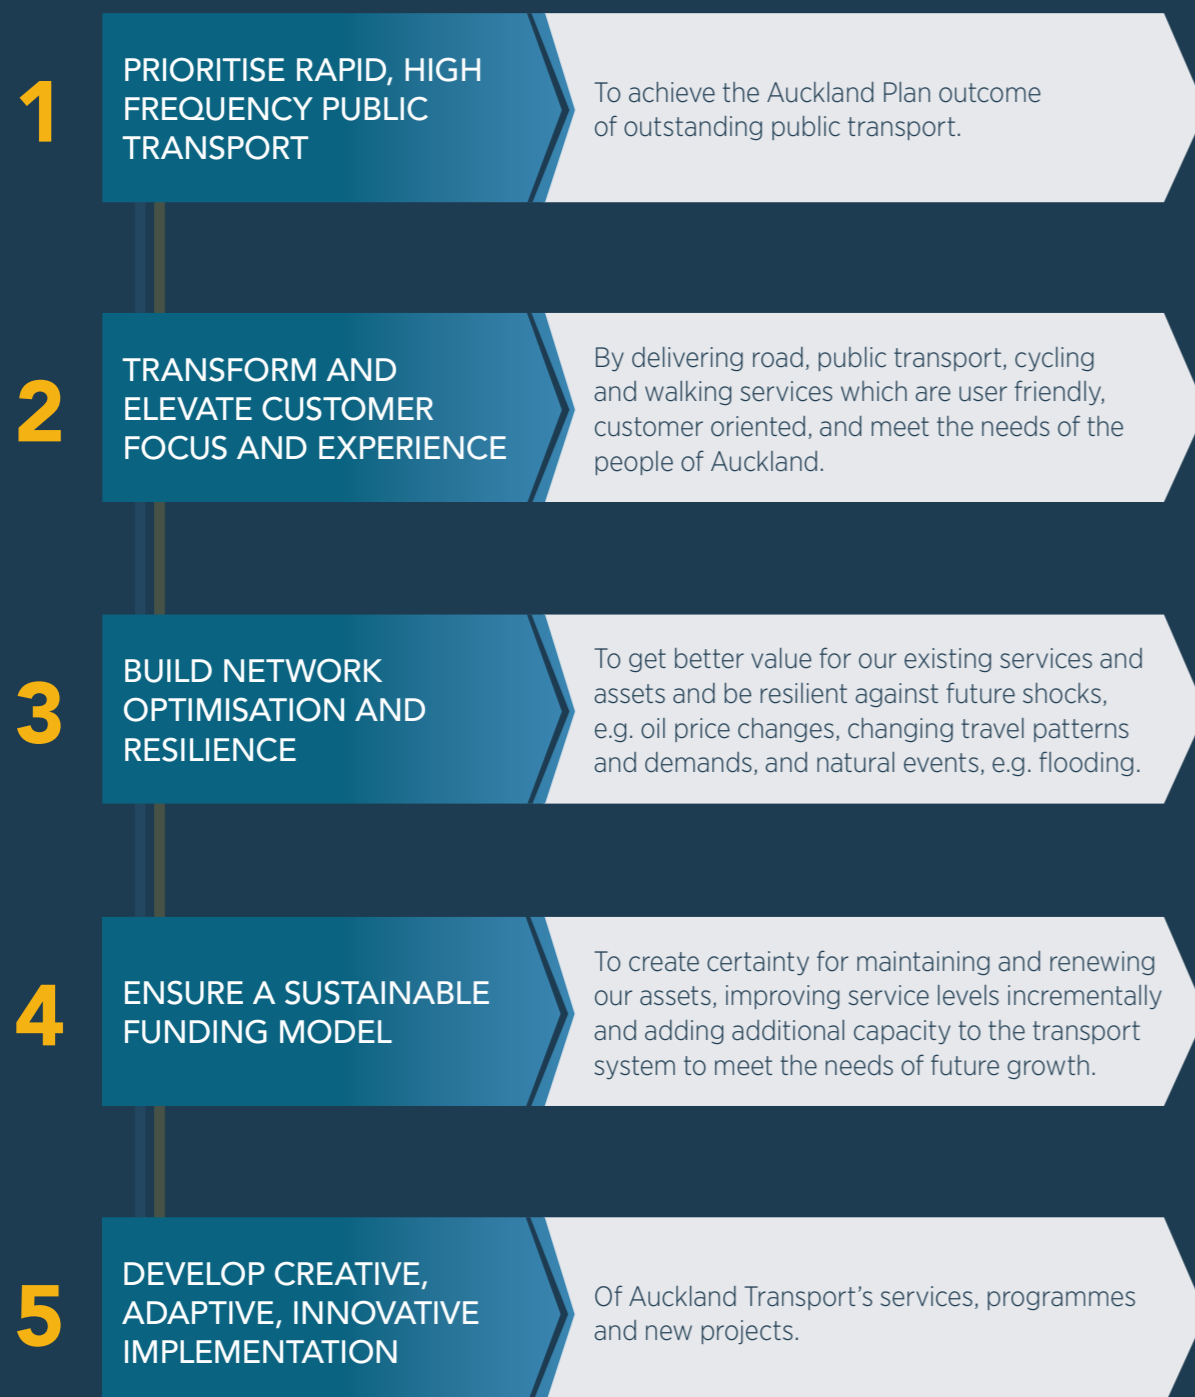 1
PRIORITISE RAPID, HIGH
FREQUENCY PUBLIC
TRANSPORT
To achieve the Auckland Plan outcome
of outstanding public transport.
2
TRANSFORM AND
ELEVATE CUSTOMER
FOCUS AND EXPERIENCE
By delivering road, public transport, cycling
and walking services which are user friendly,
customer oriented, and meet the needs of the
people of Auckland.
3
BUILD NETWORK
OPTIMISATION AND
RESILIENCE
To get better value for our existing services and
assets and be resilient against future shocks,
e.g. oil price changes, changing travel patterns
and demands, and natural events, e.g. flooding.
4
ENSURE A SUSTAINABLE
FUNDING MODEL
To create certainty for maintaining and renewing
our assets, improving service levels incrementally
and adding additional capacity to the transport
system to meet the needs of future growth.
5
DEVELOP CREATIVE,
ADAPTIVE, INNOVATIVE
IMPLEMENTATION
Of Auckland Transport’s services, programmes
and new projects.